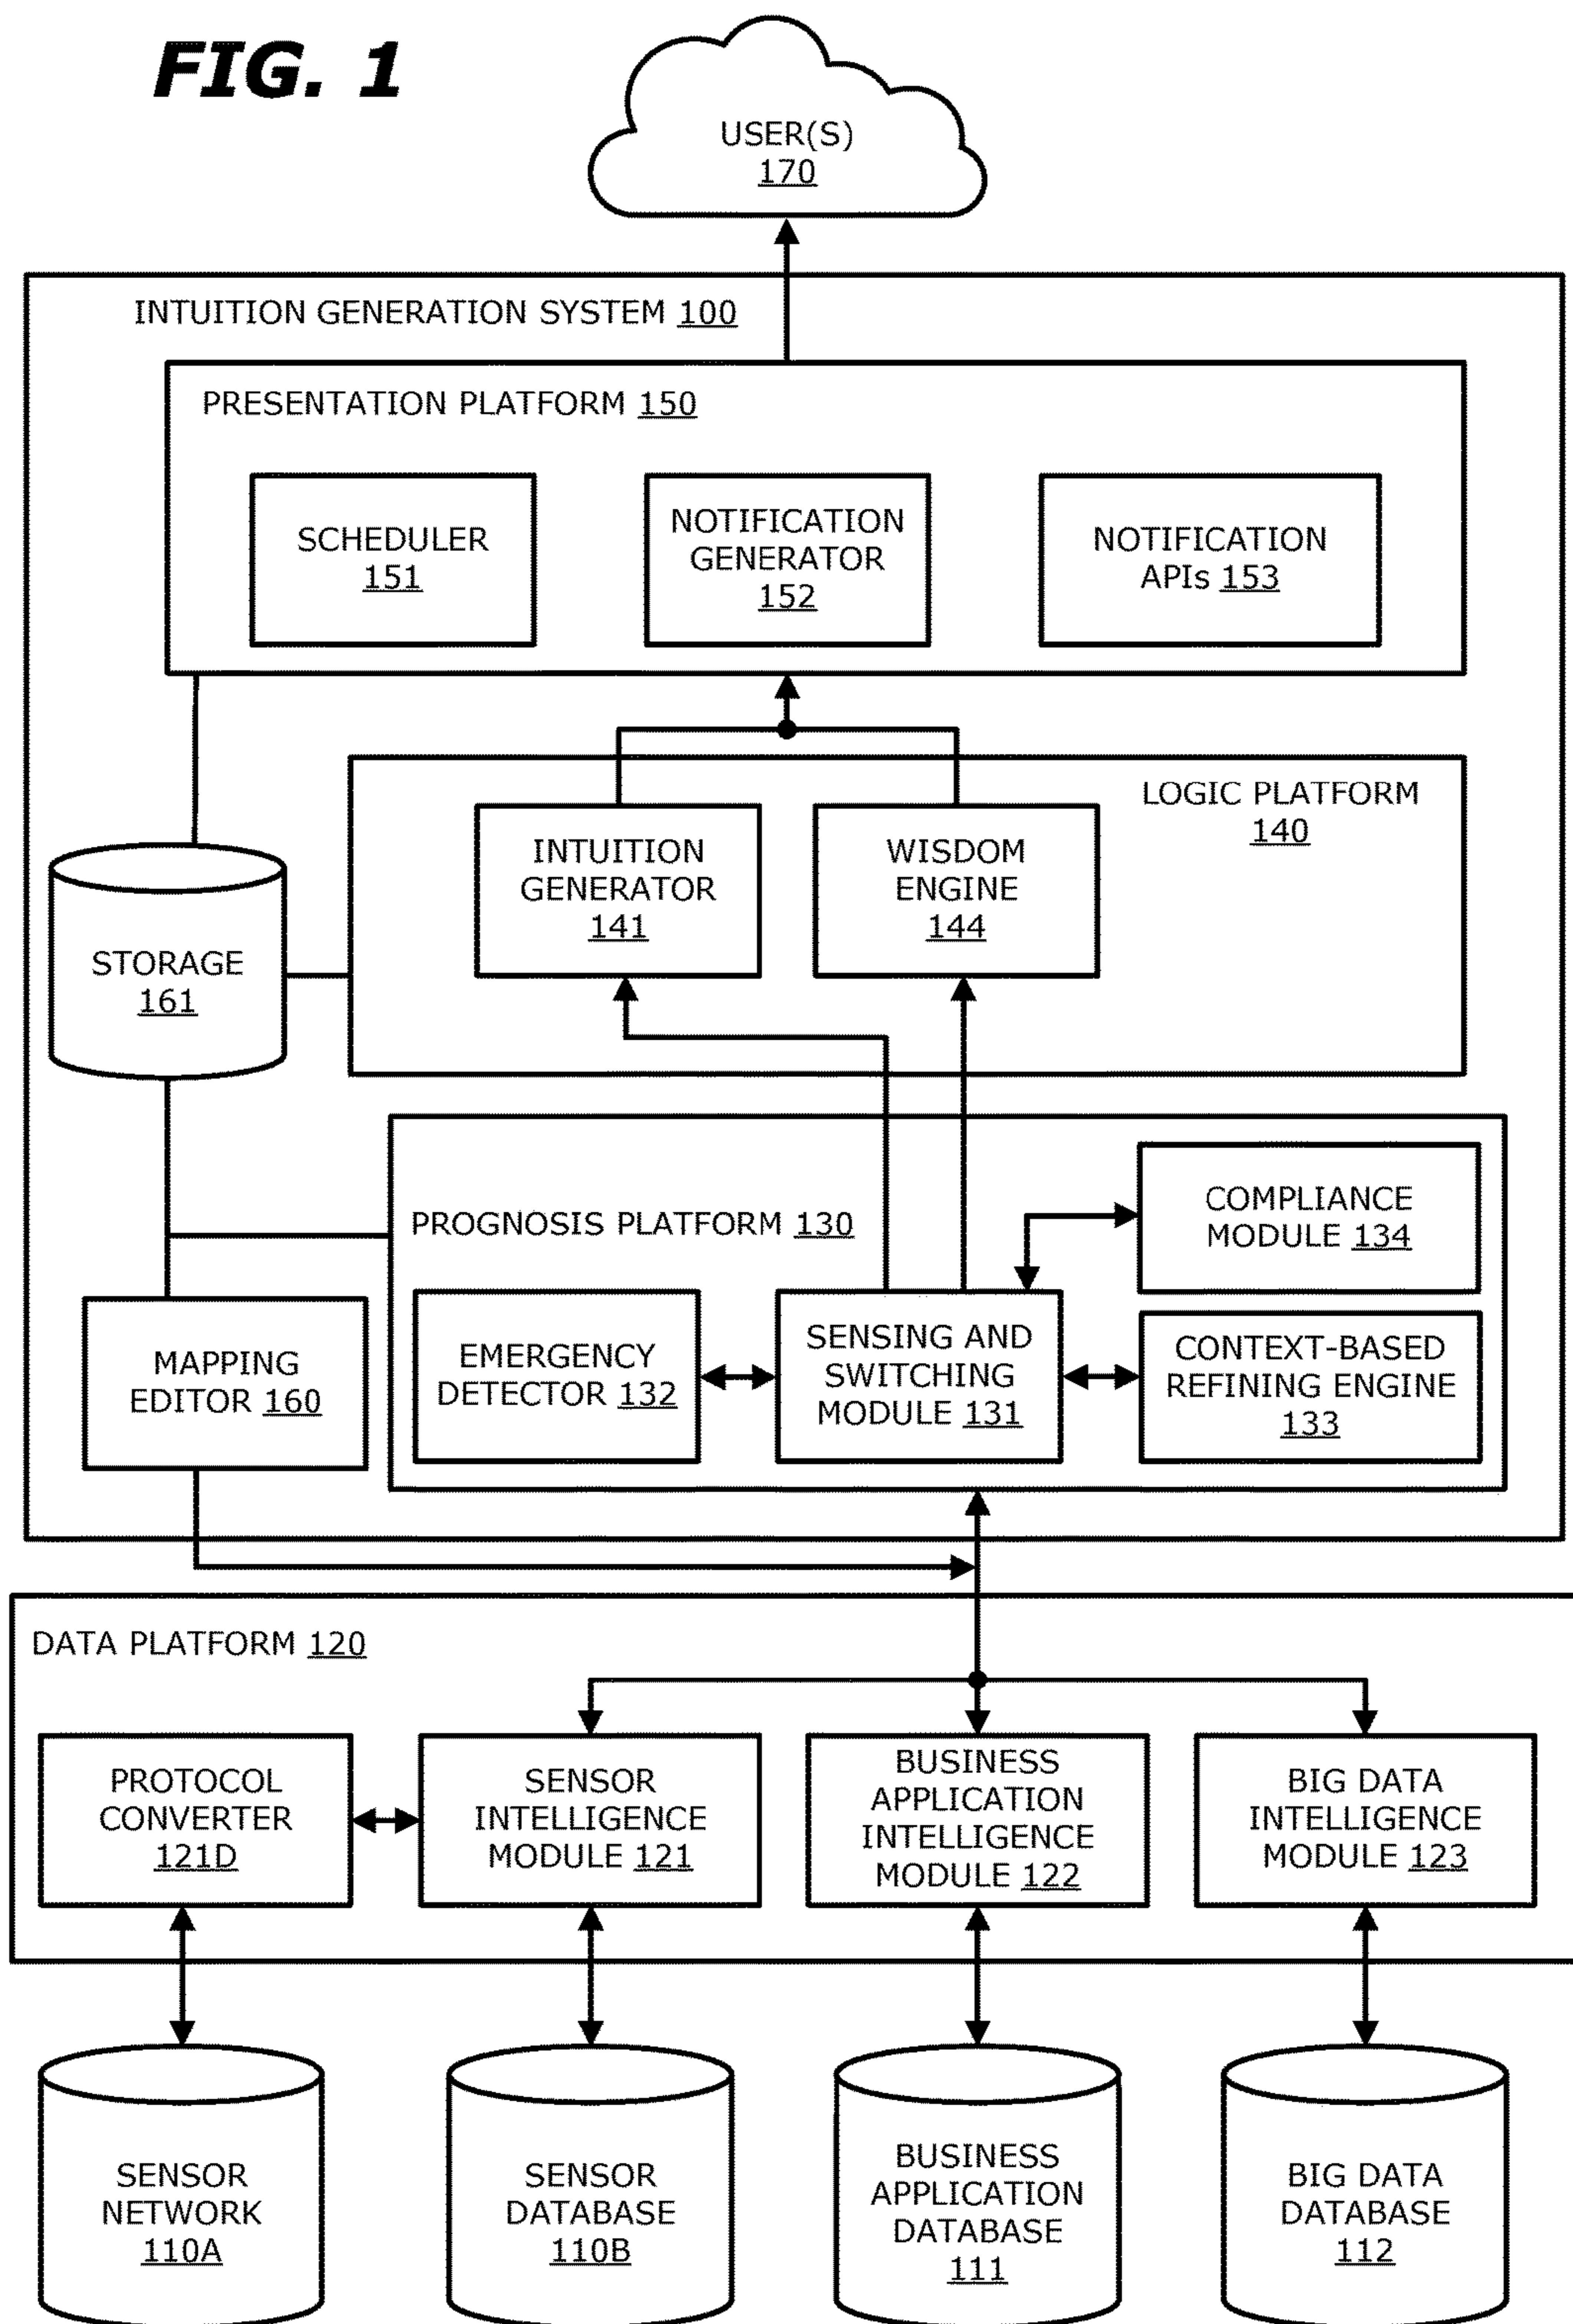 FIG. 1
USER(S)
170
INTUITION GENERATION SYSTEM 100
PRESENTATION PLATFORM 150
SCHEDULER
151
NOTIFICATION
GENERATOR
152
NOTIFICATION
APIs 153
LOGIC PLATFORM
140
INTUITION
GENERATOR
141
WISDOM
ENGINE
144
STORAGE
161
PROGNOSIS PLATFORM 130
COMPLIANCE
MODULE 134
MAPPING
EDITOR 160
EMERGENCY
DETECTOR 132
SENSING AND
SWITCHING
MODULE 131
CONTEXT-BASED
REFINING ENGINE
133
DATA PLATFORM 120
PROTOCOL
CONVERTER
121D
SENSOR
INTELLIGENCE
MODULE 121
BUSINESS
APPLICATION
INTELLIGENCE
MODULE 122
BIG DATA
INTELLIGENCE
MODULE 123
SENSOR
NETWORK
110A
SENSOR
DATABASE
110B
BUSINESS
APPLICATION
DATABASE
111
BIG DATA
DATABASE
112